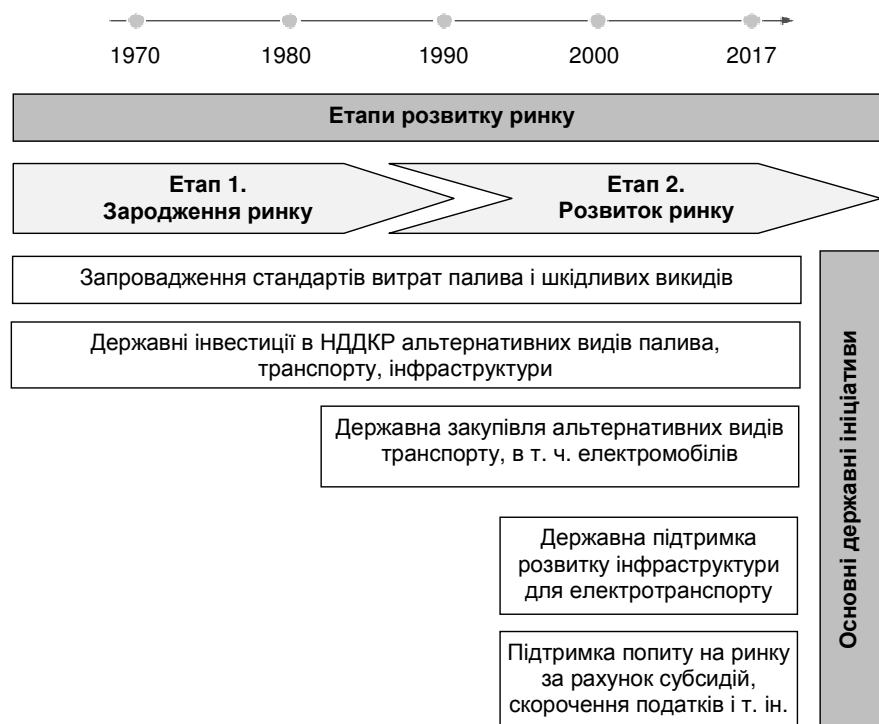 1970 1980 1990 2000 2017
Етапи розвитку ринку
Етап 1.
Зародження ринку
Етап 2.
Розвиток ринку
Запровадження стандартів витрат палива і шкідливих викидів
Державні інвестиції в НДДКР альтернативних видів палива,
транспорту, інфраструктури
Державна закупівля альтернативних видів
транспорту, в т. ч. електромобілів
Державна підтримка
розвитку інфраструктури
для електротранспорту
Підтримка попиту на ринку
за рахунок субсидій,
скорочення податків і т. ін.
Основні державні ініціативи